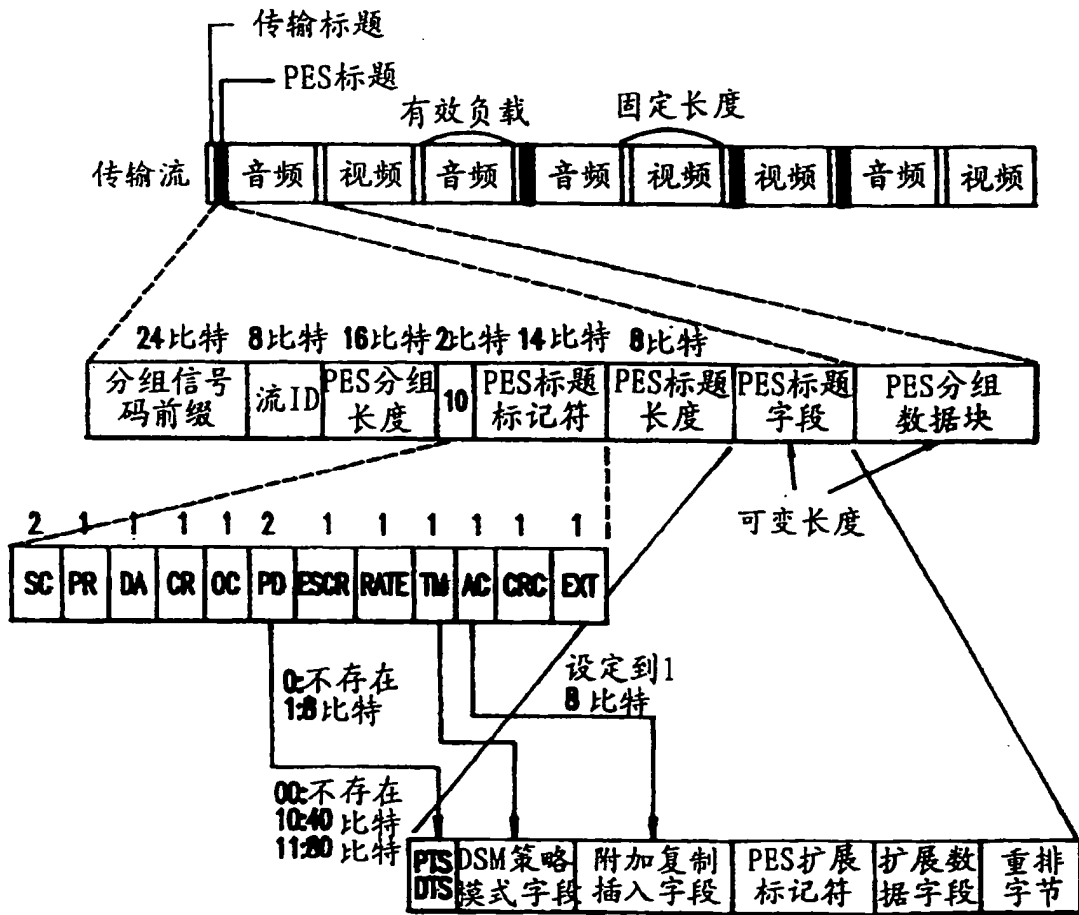 传输标题
PES标题
有效负载
固定长度
传输流
音频
视频
音频
音频
视频
视频
音频
视频
24比特
8比特
16比特
2比特
14比特
8比特
分组信号
码前缀
流ID
PES分组
长度
10
PES标题
标记符
PES标题
长度
PES标题
字段
PES分组
数据块
可变长度
2
1
1
1
1
2
1
1
1
1
1
1
SC
PR
DA
CR
OC
PD
ESCR
RATE
TM
AC
CRC
EXT
0:不存在
1:8比特
设定到1
8比特
00:不存在
10:40比特
11:80比特
PTS
DTS
DSM策略
模式字段
附加复制
插入字段
PES扩展
标记符
扩展数
据字段
重排
字节